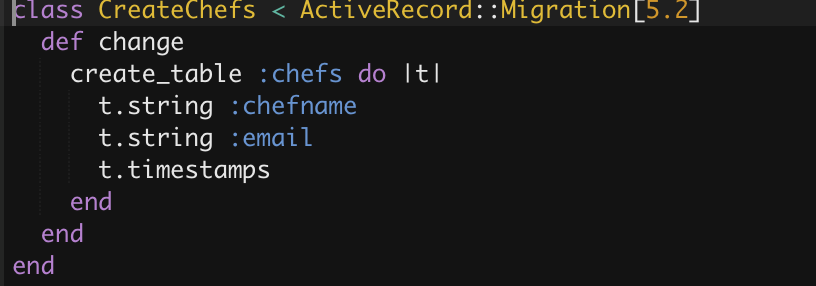 class CreateChefs < ActiveRecord::Migration[5.2]
  def change
    create_table :chefs do |t|
      t.string :chefname
      t.string :email
      t.timestamps
    end
  end
end